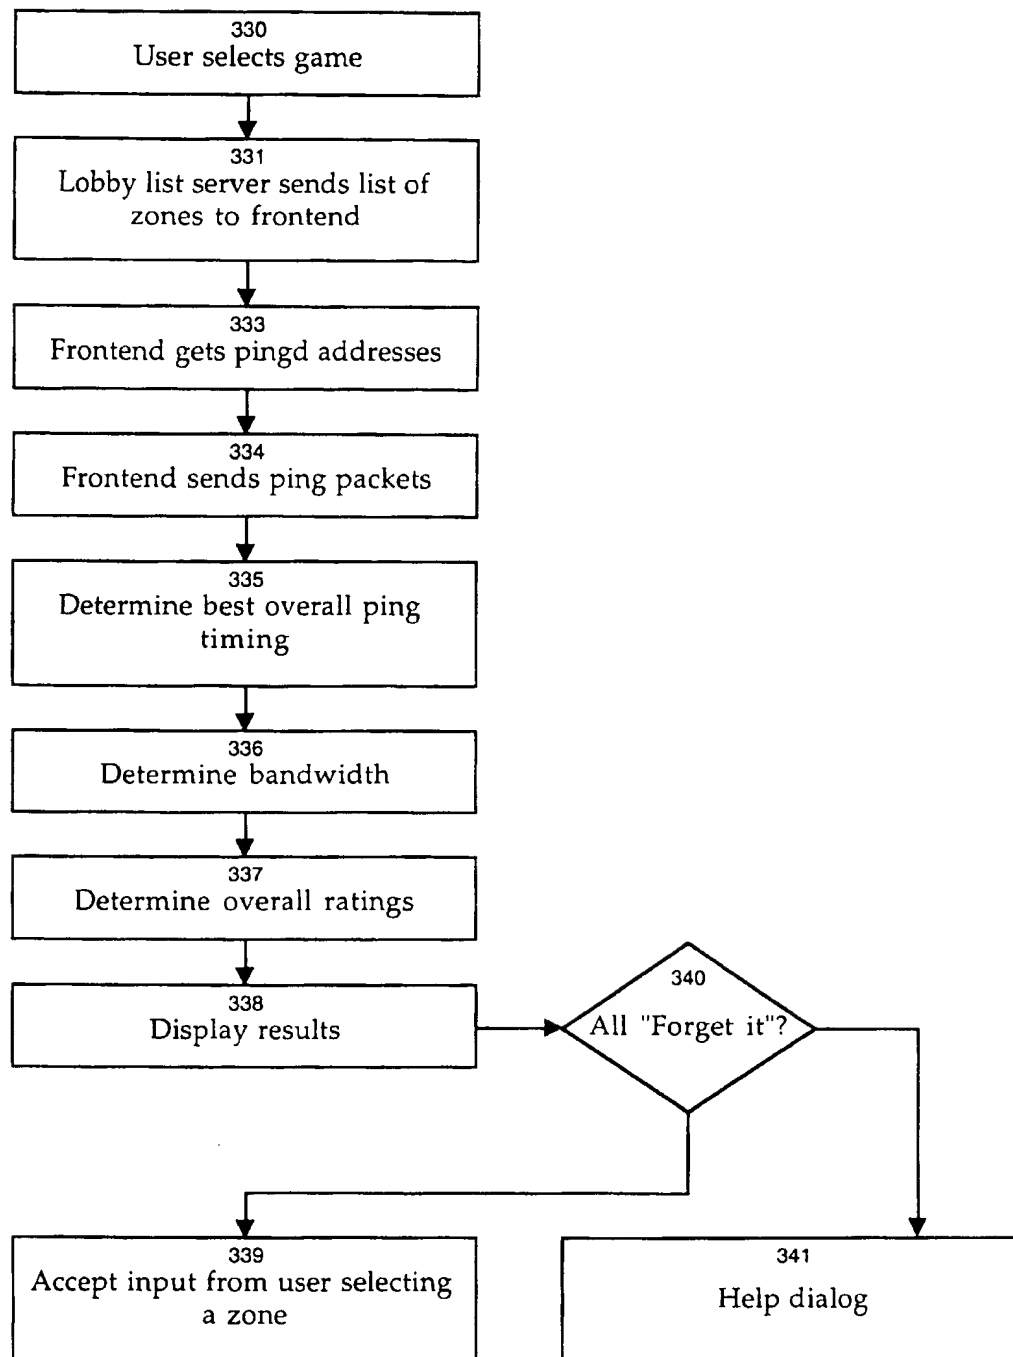 330
User selects game
331
Lobby list server sends list of
zones to frontend
333
Frontend gets pingd addresses
334
Frontend sends ping packets
335
Determine best overall ping
timing
336
Determine bandwidth
337
Determine overall ratings
338
Display results
340
All "Forget it"?
339
Accept input from user selecting
a zone
341
Help dialog